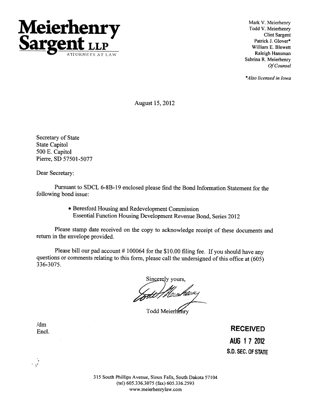 Meierhenry
Sargent LLP
ATTORNEYS AT LAW
Mark V. Meierhenry
Todd V. Meierhenry
Clint Sargent
Patrick J. Glover*
William E. Blewett
Raleigh Hansman
Sabrina R. Meierhenry
Of Counsel
*Also licensed in Iowa
August 15, 2012
Secretary of State
State Capitol
500 E. Capitol
Pierre, SD 57501-5077
Dear Secretary:
Pursuant to SDCL 6-8B-19 enclosed please find the Bond Information Statement for the
following bond issue:
• Beresford Housing and Redevelopment Commission
Essential Function Housing Development Revenue Bond, Series 2012
Please stamp date received on the copy to acknowledge receipt of these documents and
return in the envelope provided.
Please bill our pad account # 100064 for the $10.00 filing fee. If you should have any
questions or comments relating to this form, please call the undersigned of this office at (605)
336-3075.
Sincerely yours,
Todd Meierhenry
Todd Meierhenry
/dm
Encl.
RECEIVED
AUG 17 2012
S.D. SEC. OF STATE
315 South Phillips Avenue, Sioux Falls, South Dakota 57104
(tel) 605.336.3075 (fax) 605.336.2593
www.meierhenrylaw.com